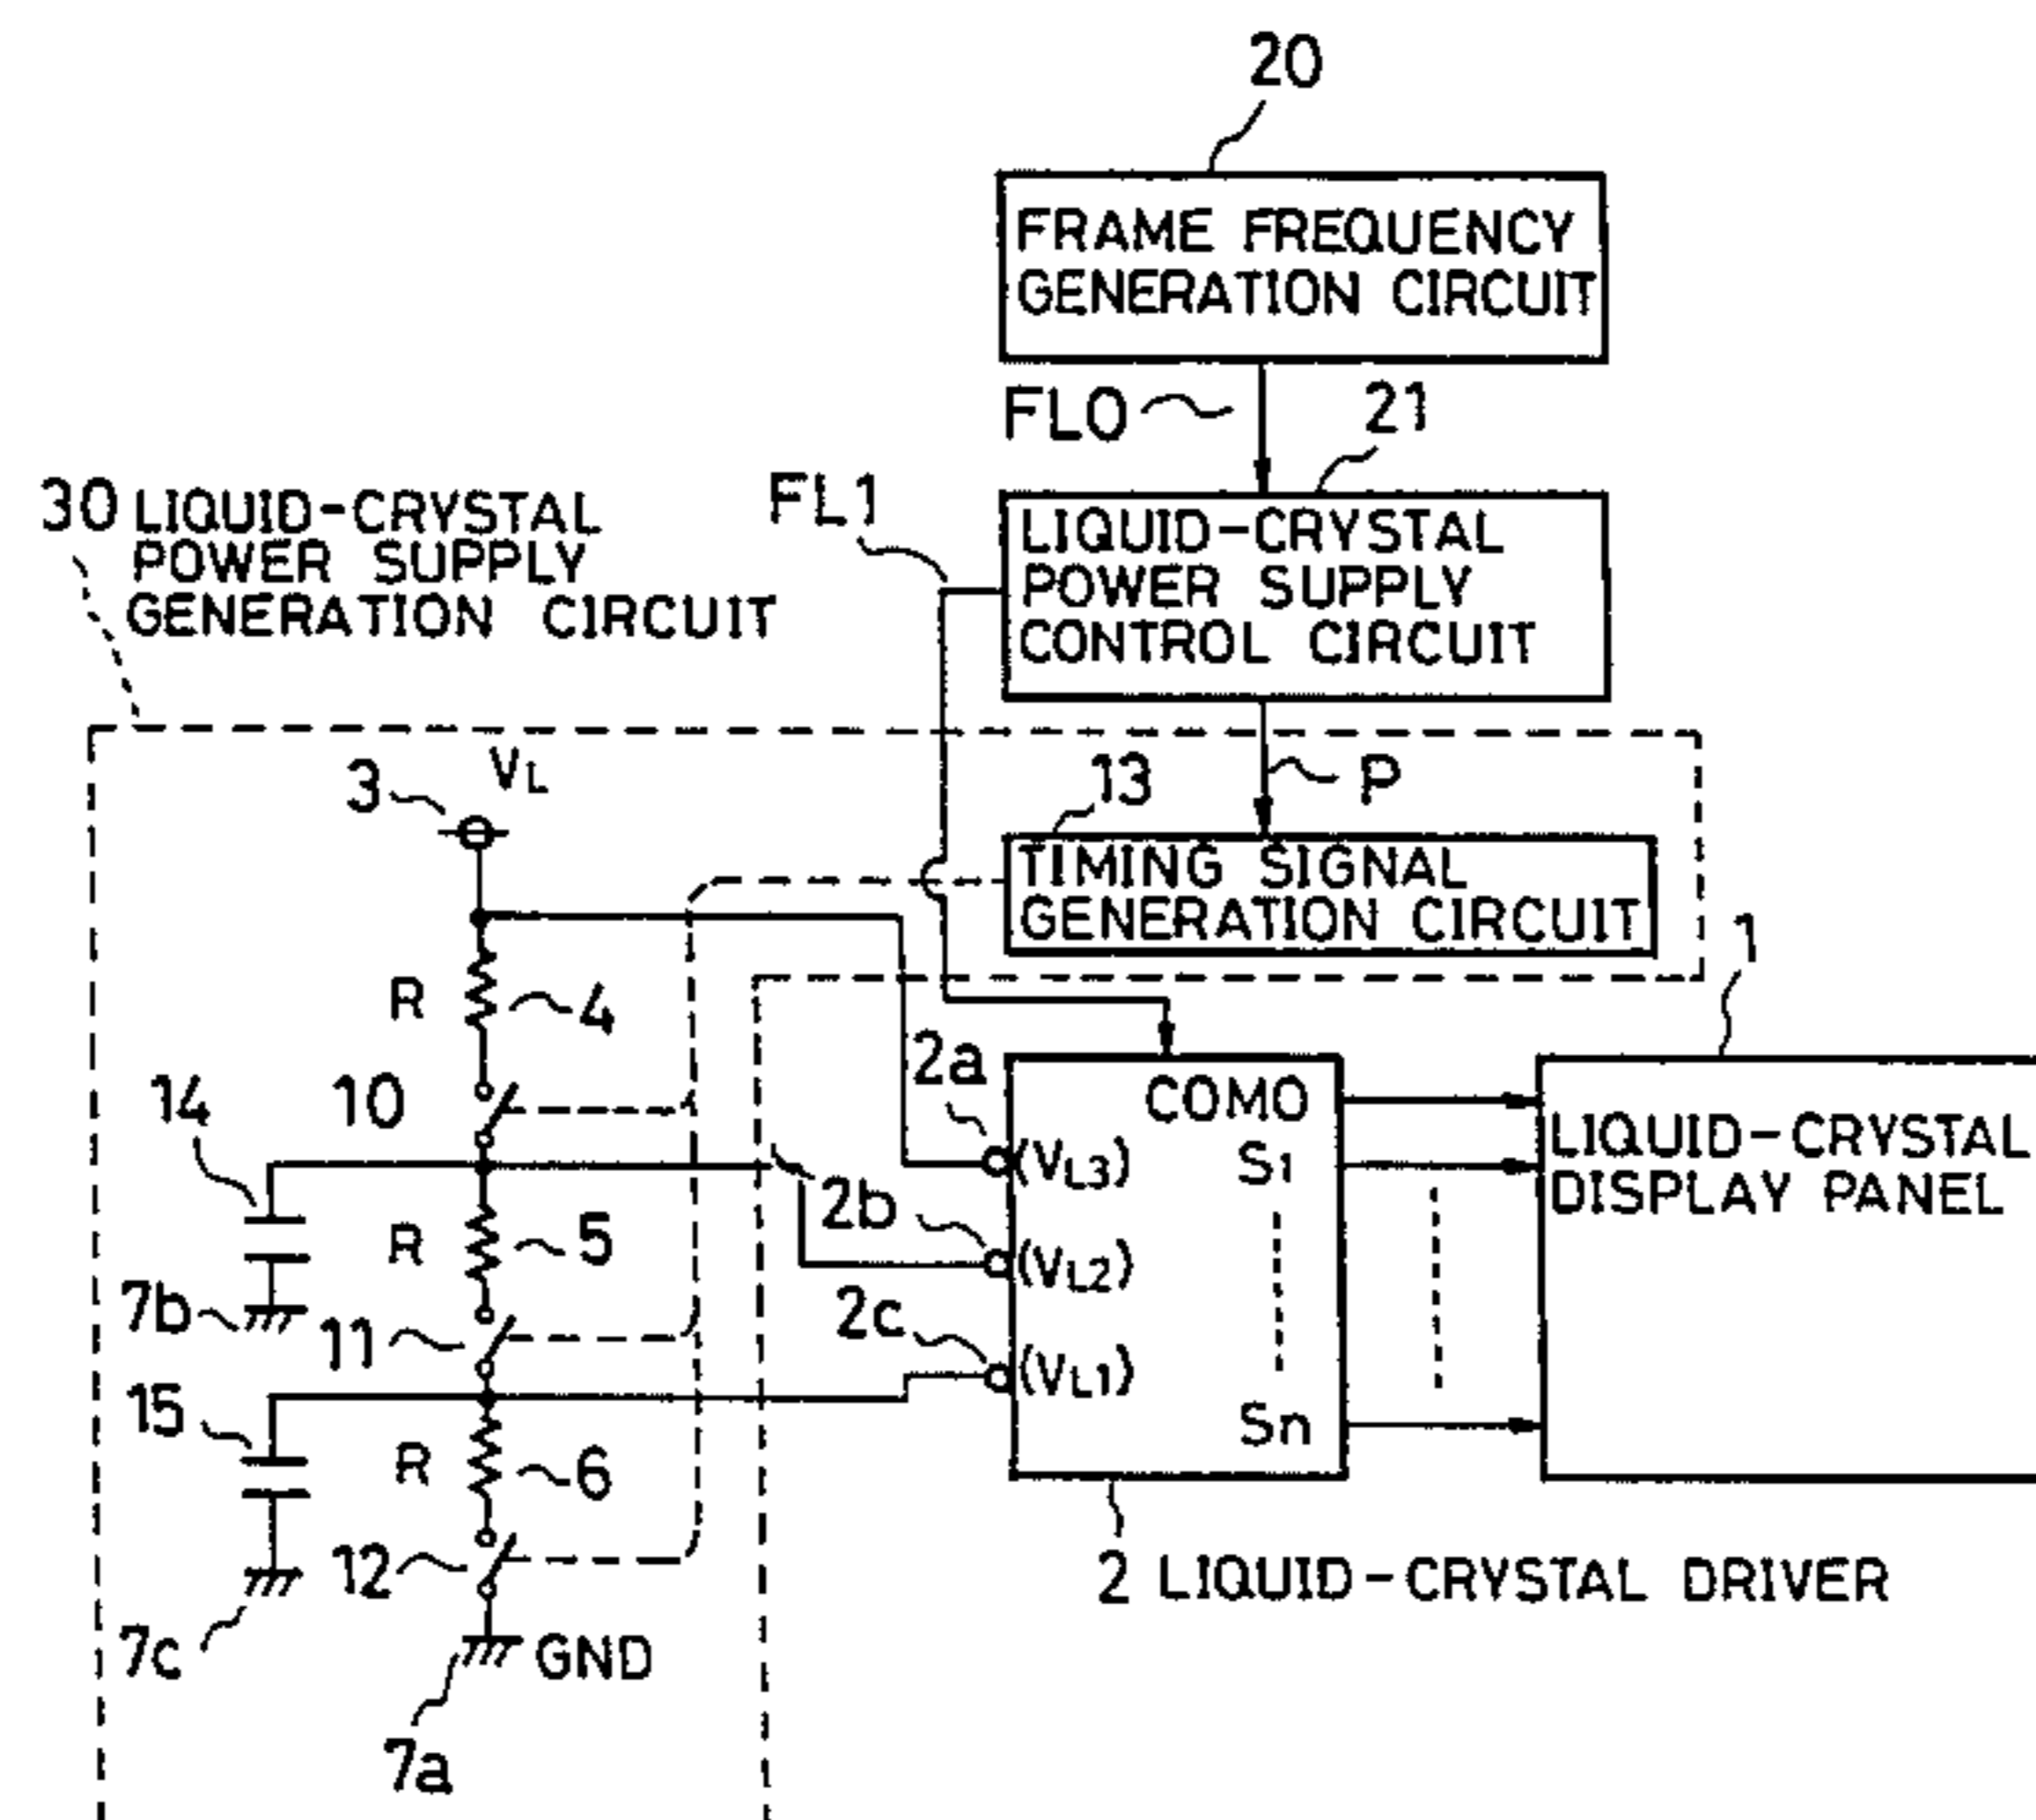 20
FRAME FREQUENCY
GENERATION CIRCUIT
FL0
21
FL1
30 LIQUID-CRYSTAL
POWER SUPPLY
GENERATION CIRCUIT
LIQUID-CRYSTAL
POWER SUPPLY
CONTROL CIRCUIT
3
VL
13
P
TIMING SIGNAL
GENERATION CIRCUIT
1
R
4
2a
14
10
COM0
(VL3)
S1
LIQUID-CRYSTAL
DISPLAY PANEL
2b
R
5
(VL2)
7b
11
2c
(VL1)
15
R
6
Sn
12
2 LIQUID-CRYSTAL DRIVER
7c
GND
7a